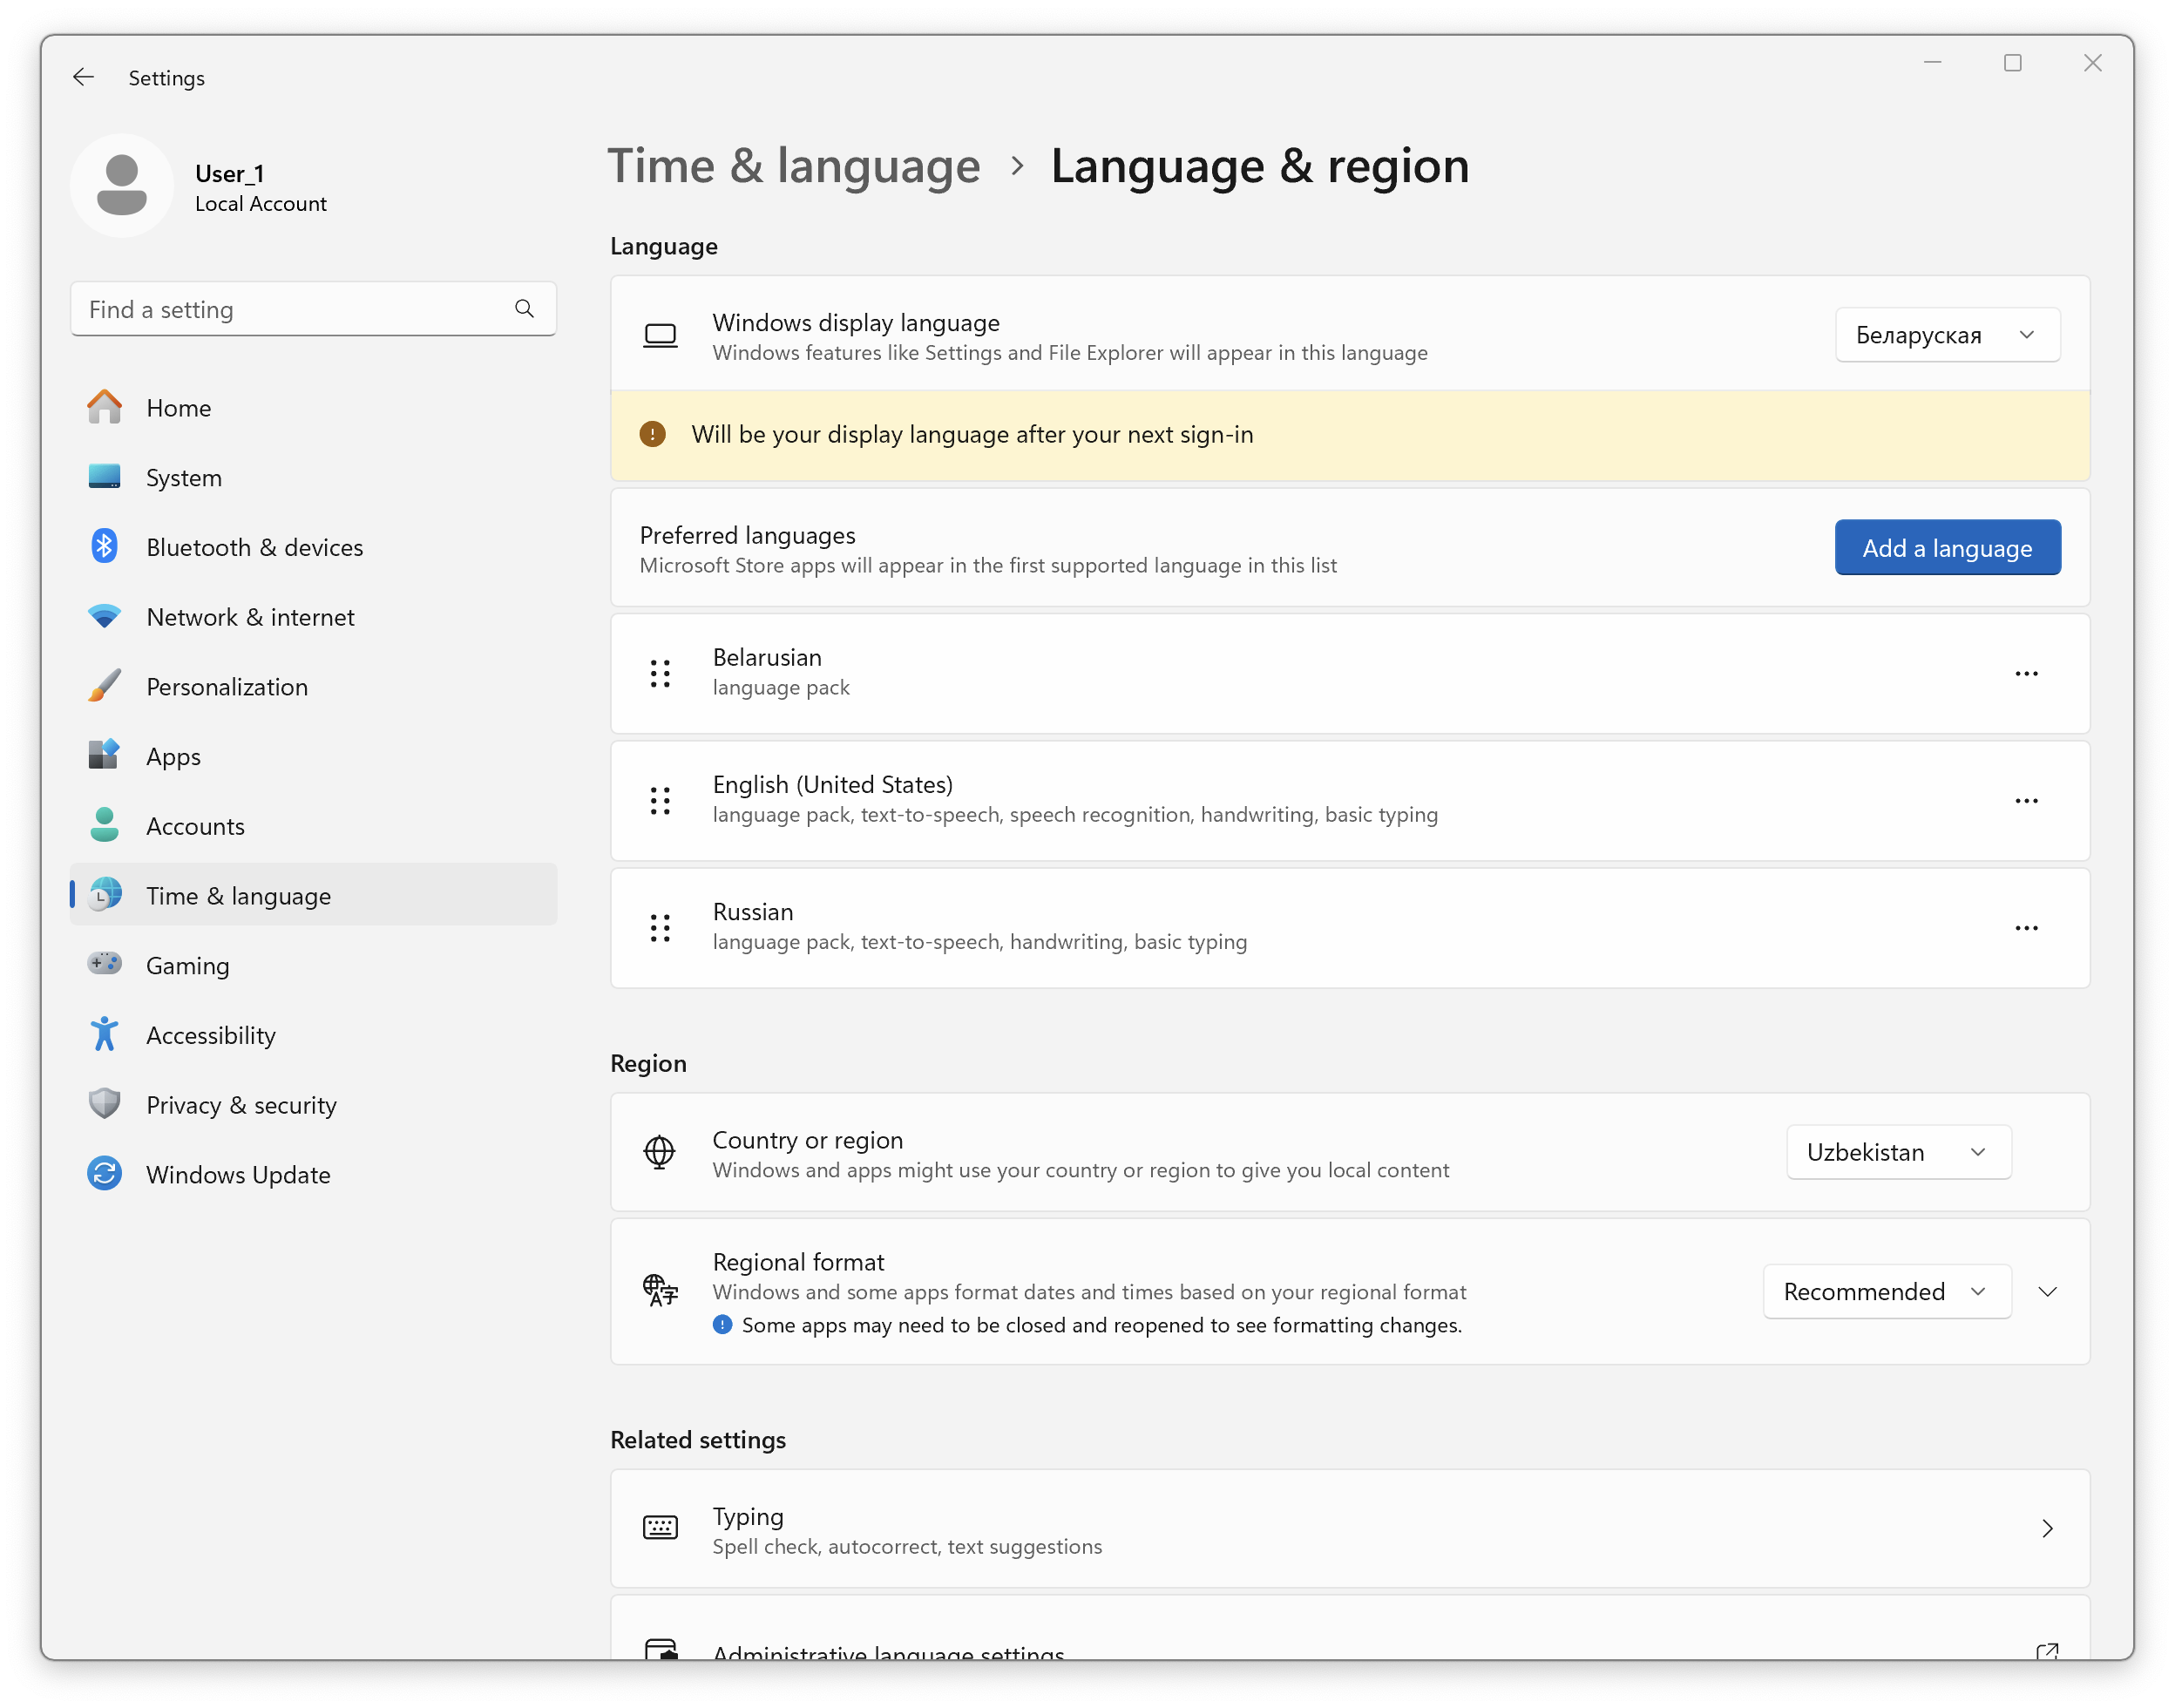 Settings
User_1
Local Account
Find a setting
Home
System
Bluetooth & devices
Network & internet
Personalization
Apps
Accounts
Time & language
Gaming
Accessibility
Privacy & security
Windows Update
Time & language > Language & region
Language
Windows display language
Windows features like Settings and File Explorer will appear in this language
Беларуская
Will be your display language after your next sign-in
Preferred languages
Microsoft Store apps will appear in the first supported language in this list
Add a language
Belarusian
language pack
English (United States)
language pack, text-to-speech, speech recognition, handwriting, basic typing
Russian
language pack, text-to-speech, handwriting, basic typing
Region
Country or region
Windows and apps might use your country or region to give you local content
Uzbekistan
Regional format
Windows and some apps format dates and times based on your regional format
Some apps may need to be closed and reopened to see formatting changes.
Recommended
Related settings
Typing
Spell check, autocorrect, text suggestions
Administrative language settings